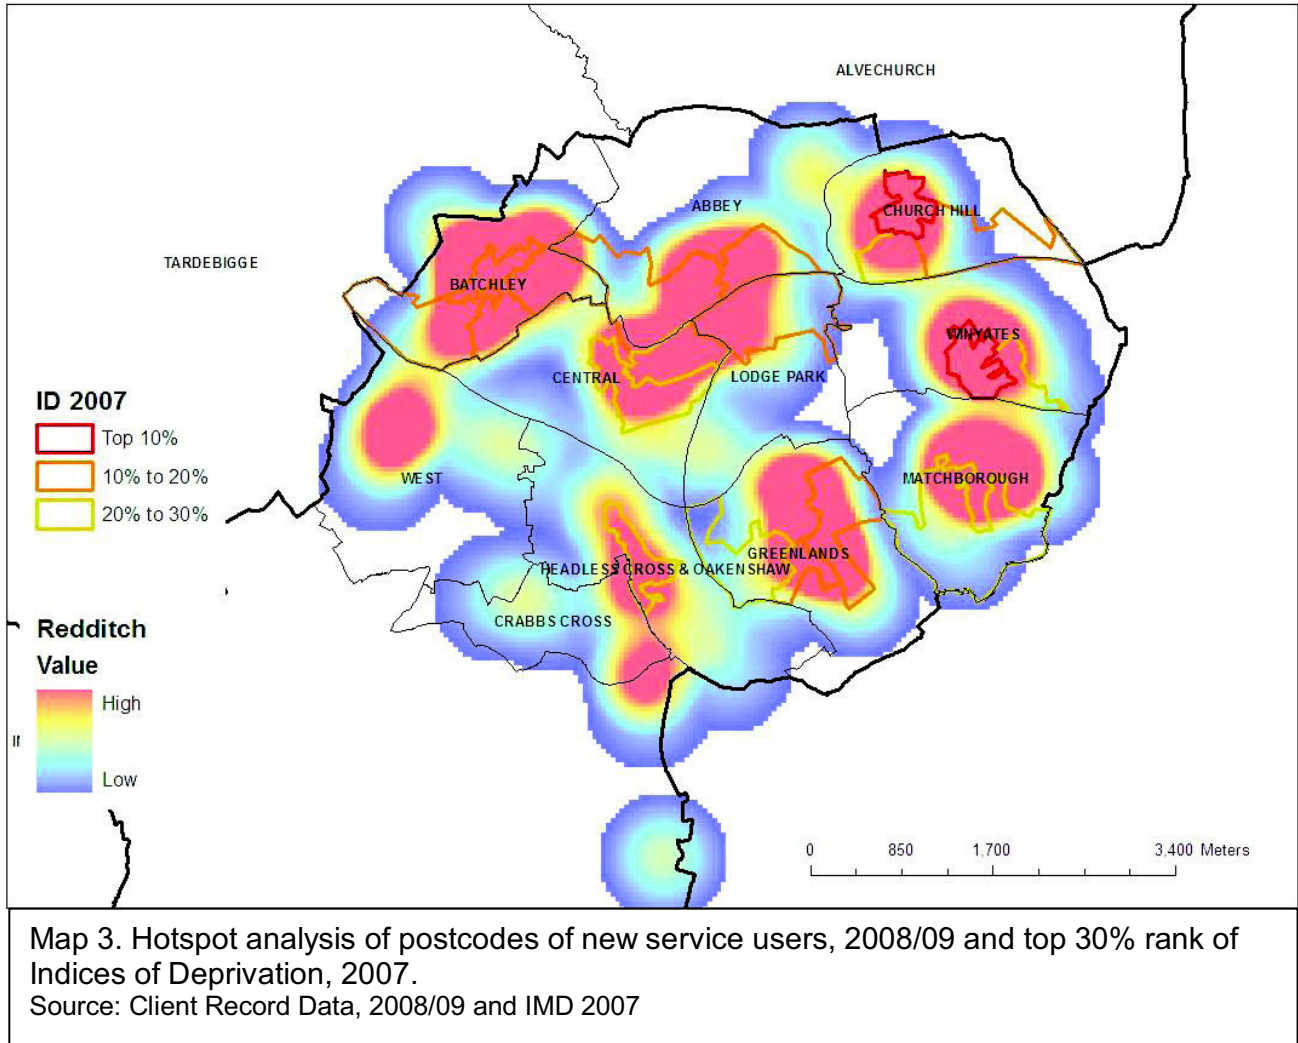 ALVECHURCH
ABBEY
CHURCH HILL
TARDEBIGGE
BATCHLEY
WINYATES
CENTRAL
LODGE PARK
ID 2007
Top 10%
10% to 20%
20% to 30%
WEST
MATCHBOROUGH
GREENLANDS
HEADLESS CROSS & OAKENSHAW
CRABBS CROSS
Redditch
Value
High
Low
0 850 1,700 3,400 Meters
Map 3. Hotspot analysis of postcodes of new service users, 2008/09 and top 30% rank of
Indices of Deprivation, 2007.
Source: Client Record Data, 2008/09 and IMD 2007